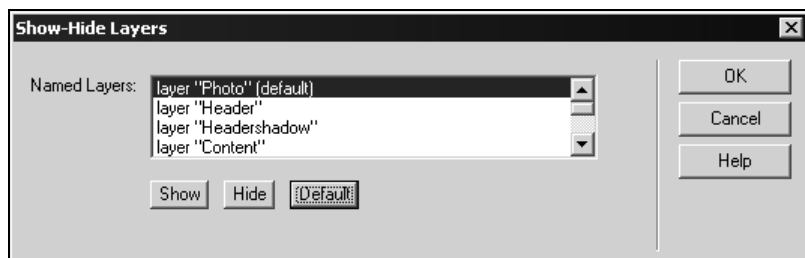 Show-Hide Layers
Named Layers:
layer "Photo" (default)
layer "Header"
layer "Headershadow"
layer "Content"
Show
Hide
Default
OK
Cancel
Help